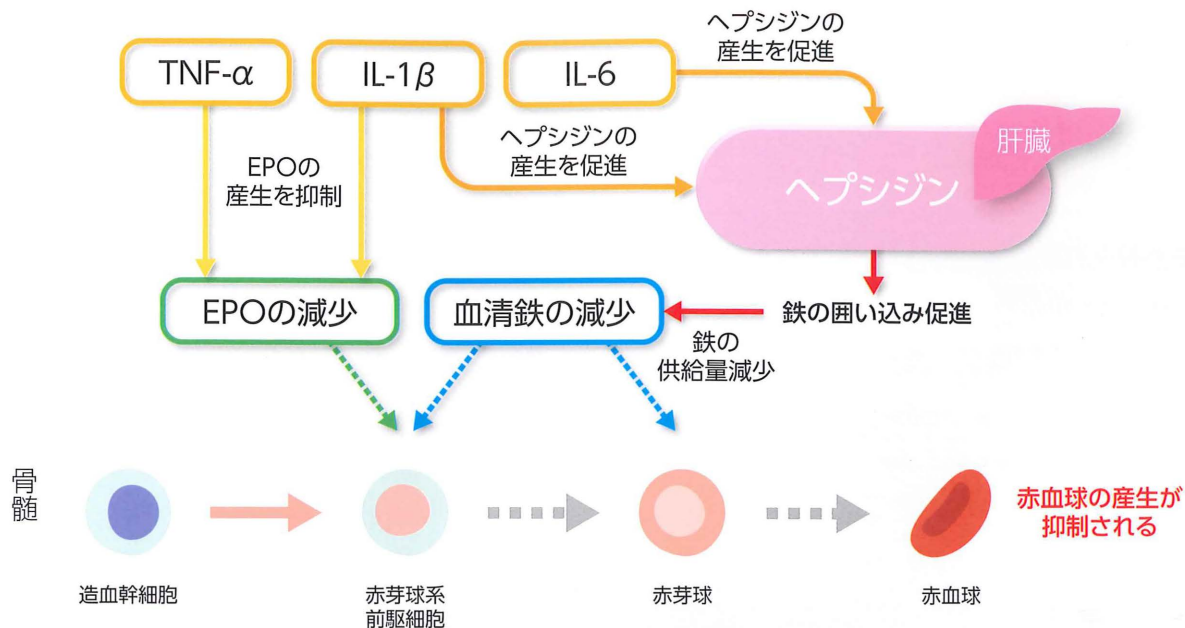 TNF-α
IL-1β
IL-6
ヘプシジンの
産生を促進
EPOの
産生を抑制
ヘプシジンの
産生を促進
肝臓
ヘプシジン
EPOの減少
血清鉄の減少
鉄の囲い込み促進
鉄の
供給量減少
骨髄
赤血球の産生が
抑制される
造血幹細胞
赤芽球系
前駆細胞
赤芽球
赤血球